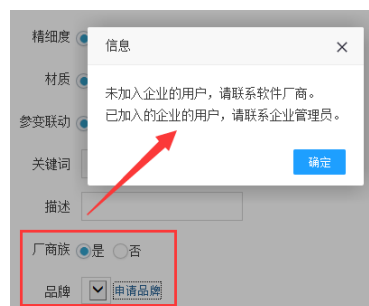 精细度
信息
材质
未加入企业的用户，请联系软件厂商。
已加入的企业的用户，请联系企业管理员。
参变联动
关键词
确定
描述
厂商族 是 否
品牌 申请品牌